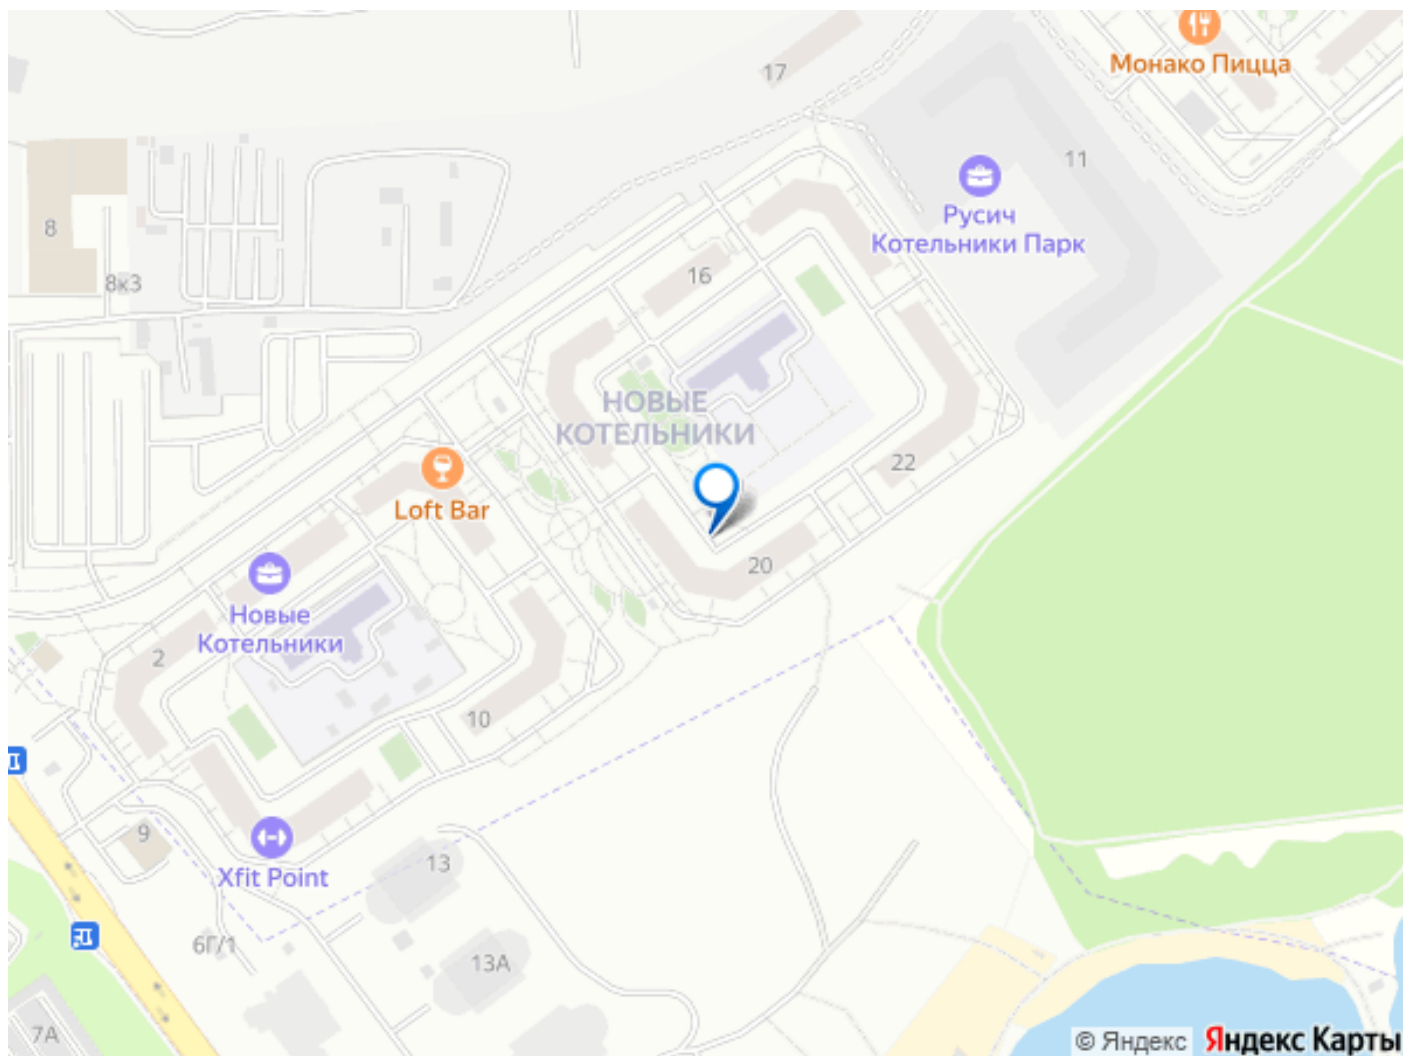 Монако Пицца
17
11
Русич
Котельники Парк
8
8к3
16
НОВЫЕ
КОТЕЛЬНИКИ
22
Loft Bar
20
Новые
Котельники
2
10
9
Xfit Point
13
6Г/1
13А
7А
© Яндекс Яндекс Карты